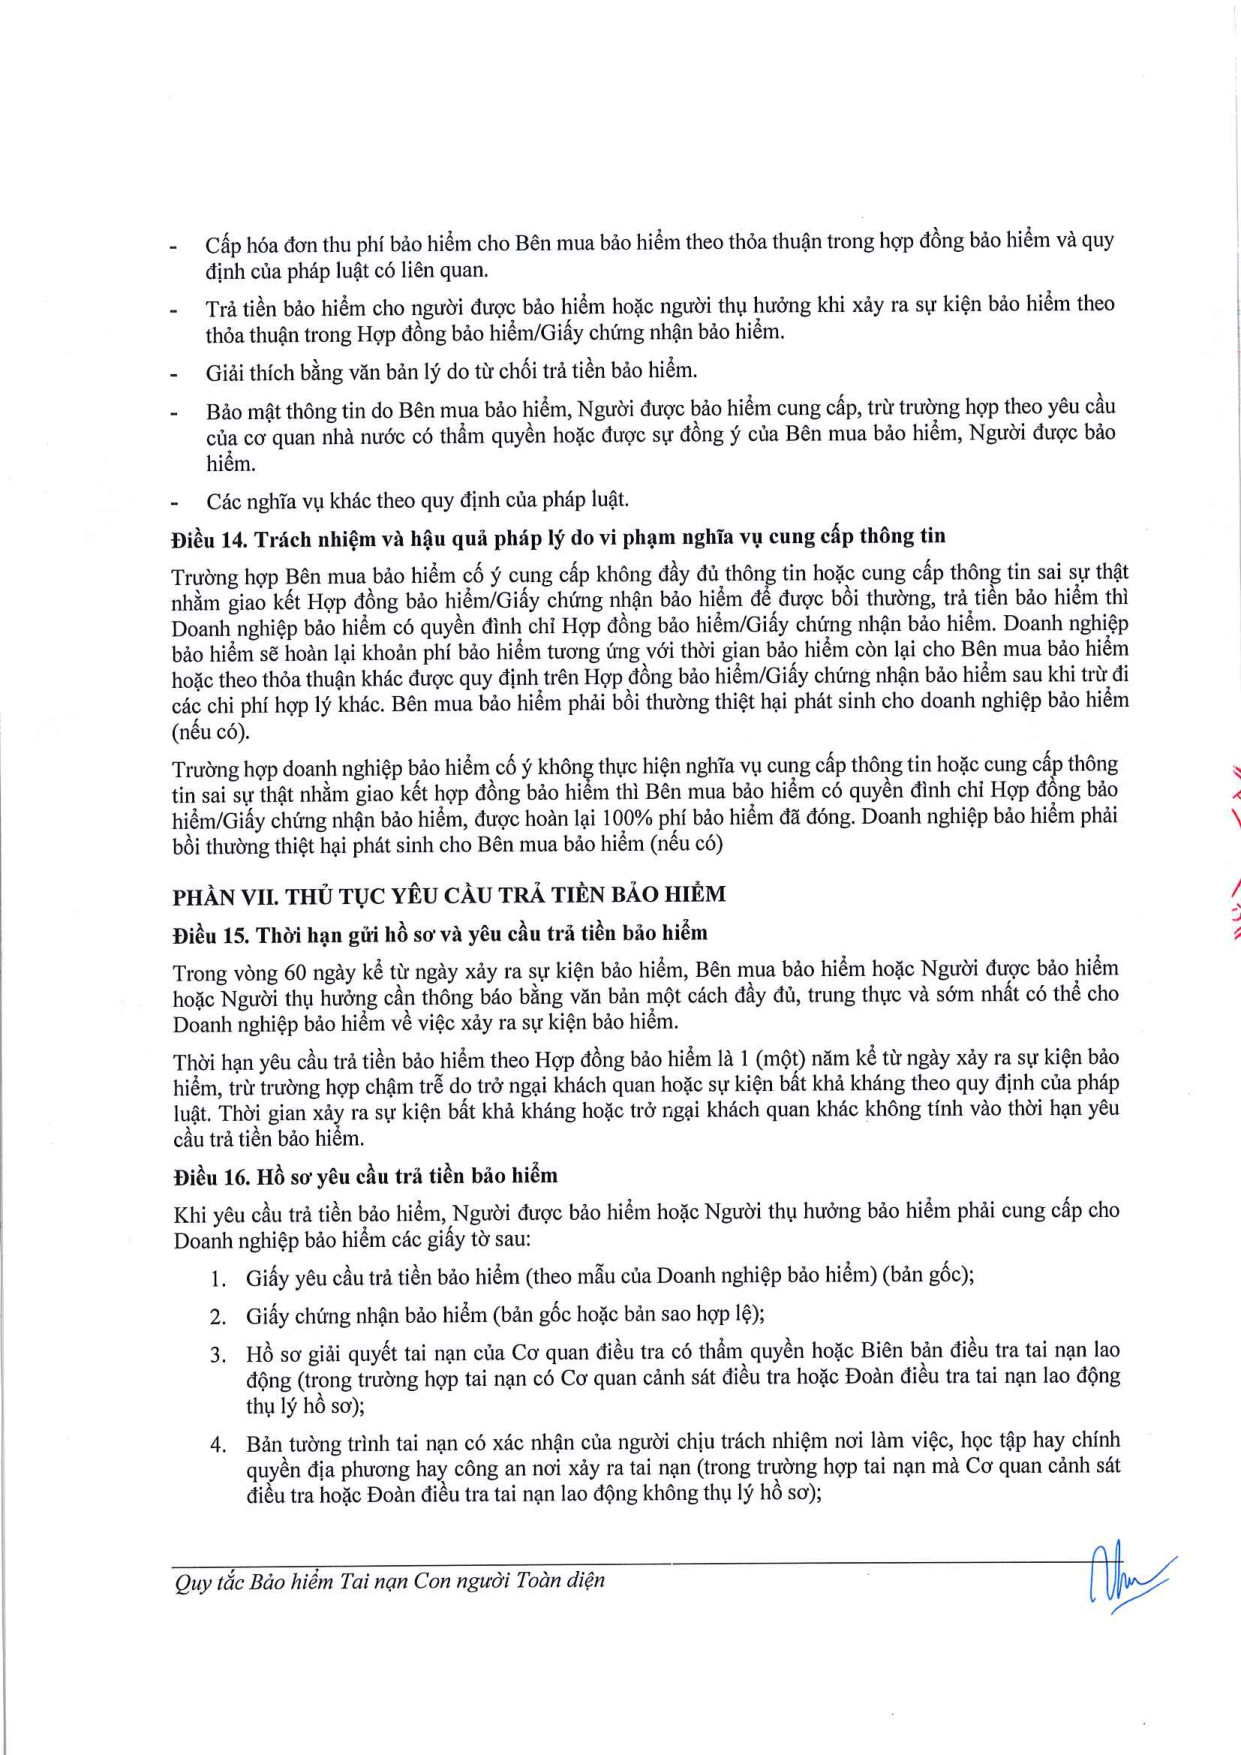 - Cấp hóa đơn thu phí bảo hiểm cho Bên mua bảo hiểm theo thỏa thuận trong hợp đồng bảo hiểm và quy
định của pháp luật có liên quan.
- Trả tiền bảo hiểm cho người được bảo hiểm hoặc người thụ hưởng khi xảy ra sự kiện bảo hiểm theo
thỏa thuận trong Hợp đồng bảo hiểm/Giấy chứng nhận bảo hiểm.
- Giải thích bằng văn bản lý do từ chối trả tiền bảo hiểm.
- Bảo mật thông tin do Bên mua bảo hiểm, Người được bảo hiểm cung cấp, trừ trường hợp theo yêu cầu
của cơ quan nhà nước có thẩm quyền hoặc được sự đồng ý của Bên mua bảo hiểm, Người được bảo
hiểm.
- Các nghĩa vụ khác theo quy định của pháp luật.
Điều 14. Trách nhiệm và hậu quả pháp lý do vi phạm nghĩa vụ cung cấp thông tin
Trường hợp Bên mua bảo hiểm cố ý cung cấp không đầy đủ thông tin hoặc cung cấp thông tin sai sự thật
nhằm giao kết Hợp đồng bảo hiểm/Giấy chứng nhận bảo hiểm để được bồi thường, trả tiền bảo hiểm thì
Doanh nghiệp bảo hiểm có quyền đình chỉ Hợp đồng bảo hiểm/Giấy chứng nhận bảo hiểm. Doanh nghiệp
bảo hiểm sẽ hoàn lại khoản phí bảo hiểm tương ứng với thời gian bảo hiểm còn lại cho Bên mua bảo hiểm
hoặc theo thỏa thuận khác được quy định trên Hợp đồng bảo hiểm/Giấy chứng nhận bảo hiểm sau khi trừ đi
các chi phí hợp lý khác. Bên mua bảo hiểm phải bồi thường thiệt hại phát sinh cho doanh nghiệp bảo hiểm
(nếu có).
Trường hợp doanh nghiệp bảo hiểm cố ý không thực hiện nghĩa vụ cung cấp thông tin hoặc cung cấp thông
tin sai sự thật nhằm giao kết hợp đồng bảo hiểm thì Bên mua bảo hiểm có quyền đình chỉ Hợp đồng bảo
hiểm/Giấy chứng nhận bảo hiểm, được hoàn lại 100% phí bảo hiểm đã đóng. Doanh nghiệp bảo hiểm phải
bồi thường thiệt hại phát sinh cho Bên mua bảo hiểm (nếu có)
PHẦN VII. THỦ TỤC YÊU CẦU TRẢ TIỀN BẢO HIỂM
Điều 15. Thời hạn gửi hồ sơ và yêu cầu trả tiền bảo hiểm
Trong vòng 60 ngày kể từ ngày xảy ra sự kiện bảo hiểm, Bên mua bảo hiểm hoặc Người được bảo hiểm
hoặc Người thụ hưởng cần thông báo bằng văn bản một cách đầy đủ, trung thực và sớm nhất có thể cho
Doanh nghiệp bảo hiểm về việc xảy ra sự kiện bảo hiểm.
Thời hạn yêu cầu trả tiền bảo hiểm theo Hợp đồng bảo hiểm là 1 (một) năm kể từ ngày xảy ra sự kiện bảo
hiểm, trừ trường hợp chậm trễ do trở ngại khách quan hoặc sự kiện bất khả kháng theo quy định của pháp
luật. Thời gian xảy ra sự kiện bất khả kháng hoặc trở ngại khách quan khác không tính vào thời hạn yêu
cầu trả tiền bảo hiểm.
Điều 16. Hồ sơ yêu cầu trả tiền bảo hiểm
Khi yêu cầu trả tiền bảo hiểm, Người được bảo hiểm hoặc Người thụ hưởng bảo hiểm phải cung cấp cho
Doanh nghiệp bảo hiểm các giấy tờ sau:
1. Giấy yêu cầu trả tiền bảo hiểm (theo mẫu của Doanh nghiệp bảo hiểm) (bản gốc);
2. Giấy chứng nhận bảo hiểm (bản gốc hoặc bản sao hợp lệ);
3. Hồ sơ giải quyết tai nạn của Cơ quan điều tra có thẩm quyền hoặc Biên bản điều tra tai nạn lao
động (trong trường hợp tai nạn có Cơ quan cảnh sát điều tra hoặc Đoàn điều tra tai nạn lao động
thụ lý hồ sơ);
4. Bản tường trình tai nạn có xác nhận của người chịu trách nhiệm nơi làm việc, học tập hay chính
quyền địa phương hay công an nơi xảy ra tai nạn (trong trường hợp tai nạn mà Cơ quan cảnh sát
điều tra hoặc Đoàn điều tra tai nạn lao động không thụ lý hồ sơ);
Quy tắc Bảo hiểm Tai nạn Con người Toàn diện